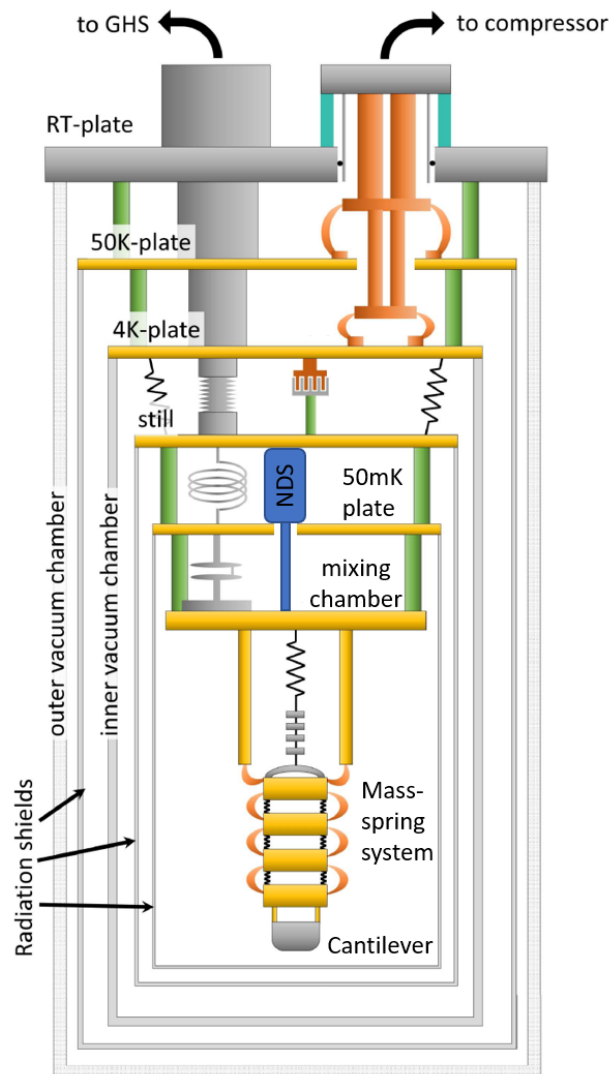 to GHS
to compressor
RT-plate
50K-plate
4K-plate
still
NDS
50mK
plate
mixing
chamber
outer vacuum chamber
inner vacuum chamber
Mass-
spring
system
Radiation shields
Cantilever